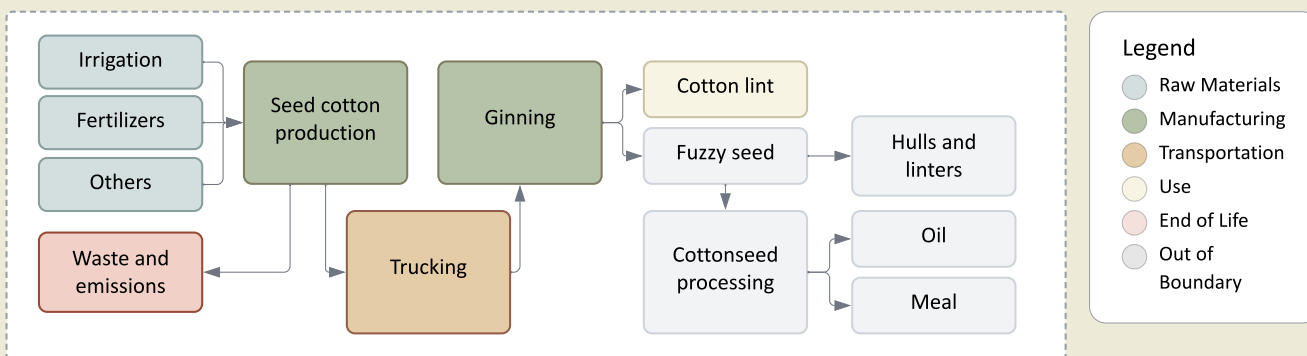 Irrigation
Fertilizers
Others
Waste and
emissions
Seed cotton
production
Trucking
Ginning
Cotton lint
Fuzzy seed
Cottonseed
processing
Hulls and
linters
Oil
Meal
Legend
Raw Materials
Manufacturing
Transportation
Use
End of Life
Out of
Boundary